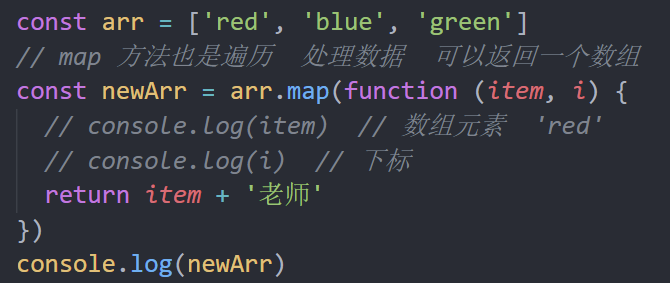 const arr = ['red', 'blue', 'green']
// map 方法也是遍历  处理数据  可以返回一个数组
const newArr = arr.map(function (item, i) {
  // console.log(item)  // 数组元素  'red'
  // console.log(i)  // 下标
  return item + '老师'
})
console.log(newArr)